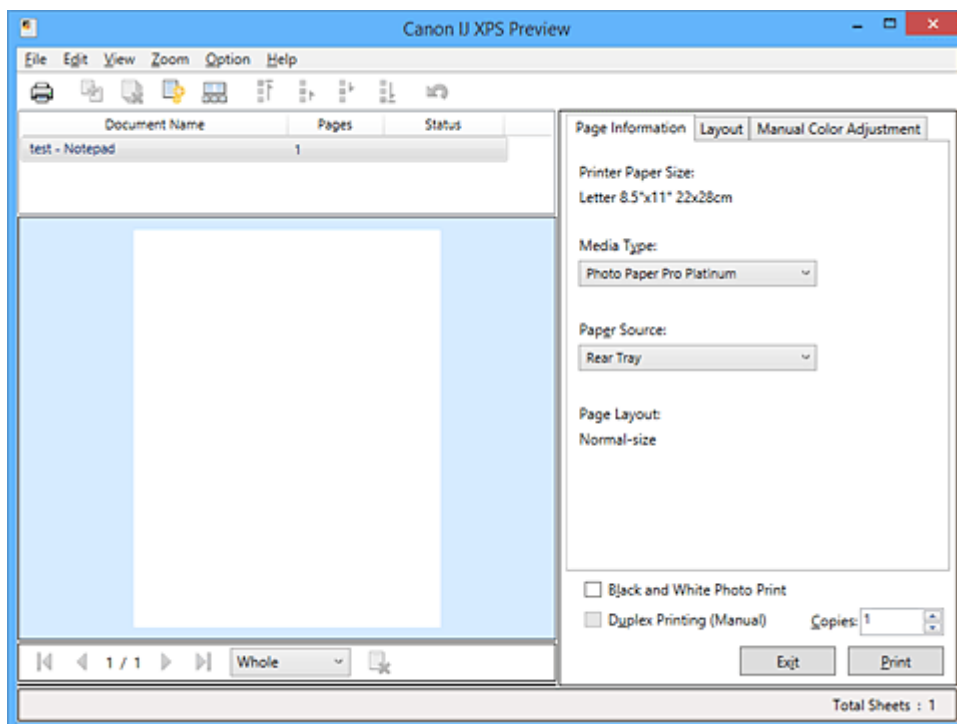 Canon IJ XPS Preview
File Edit View Zoom Option Help
Document Name Pages Status
test - Notepad 1
Page Information Layout Manual Color Adjustment
Printer Paper Size:
Letter 8.5"x11" 22x28cm
Media Type:
Photo Paper Pro Platinum
Paper Source:
Rear Tray
Page Layout:
Normal-size
Black and White Photo Print
Duplex Printing (Manual) Copies: 1
1 / 1 Whole
Exit Print
Total Sheets : 1